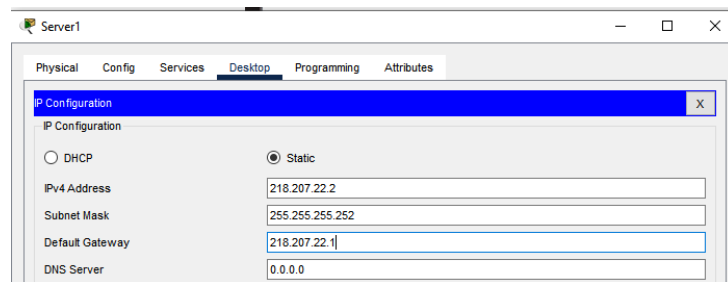 Server1
Physical Config Services Desktop Programming Attributes
IP Configuration X
IP Configuration
DHCP Static
IPv4 Address 218.207.22.2
Subnet Mask 255.255.255.252
Default Gateway 218.207.22.1
DNS Server 0.0.0.0